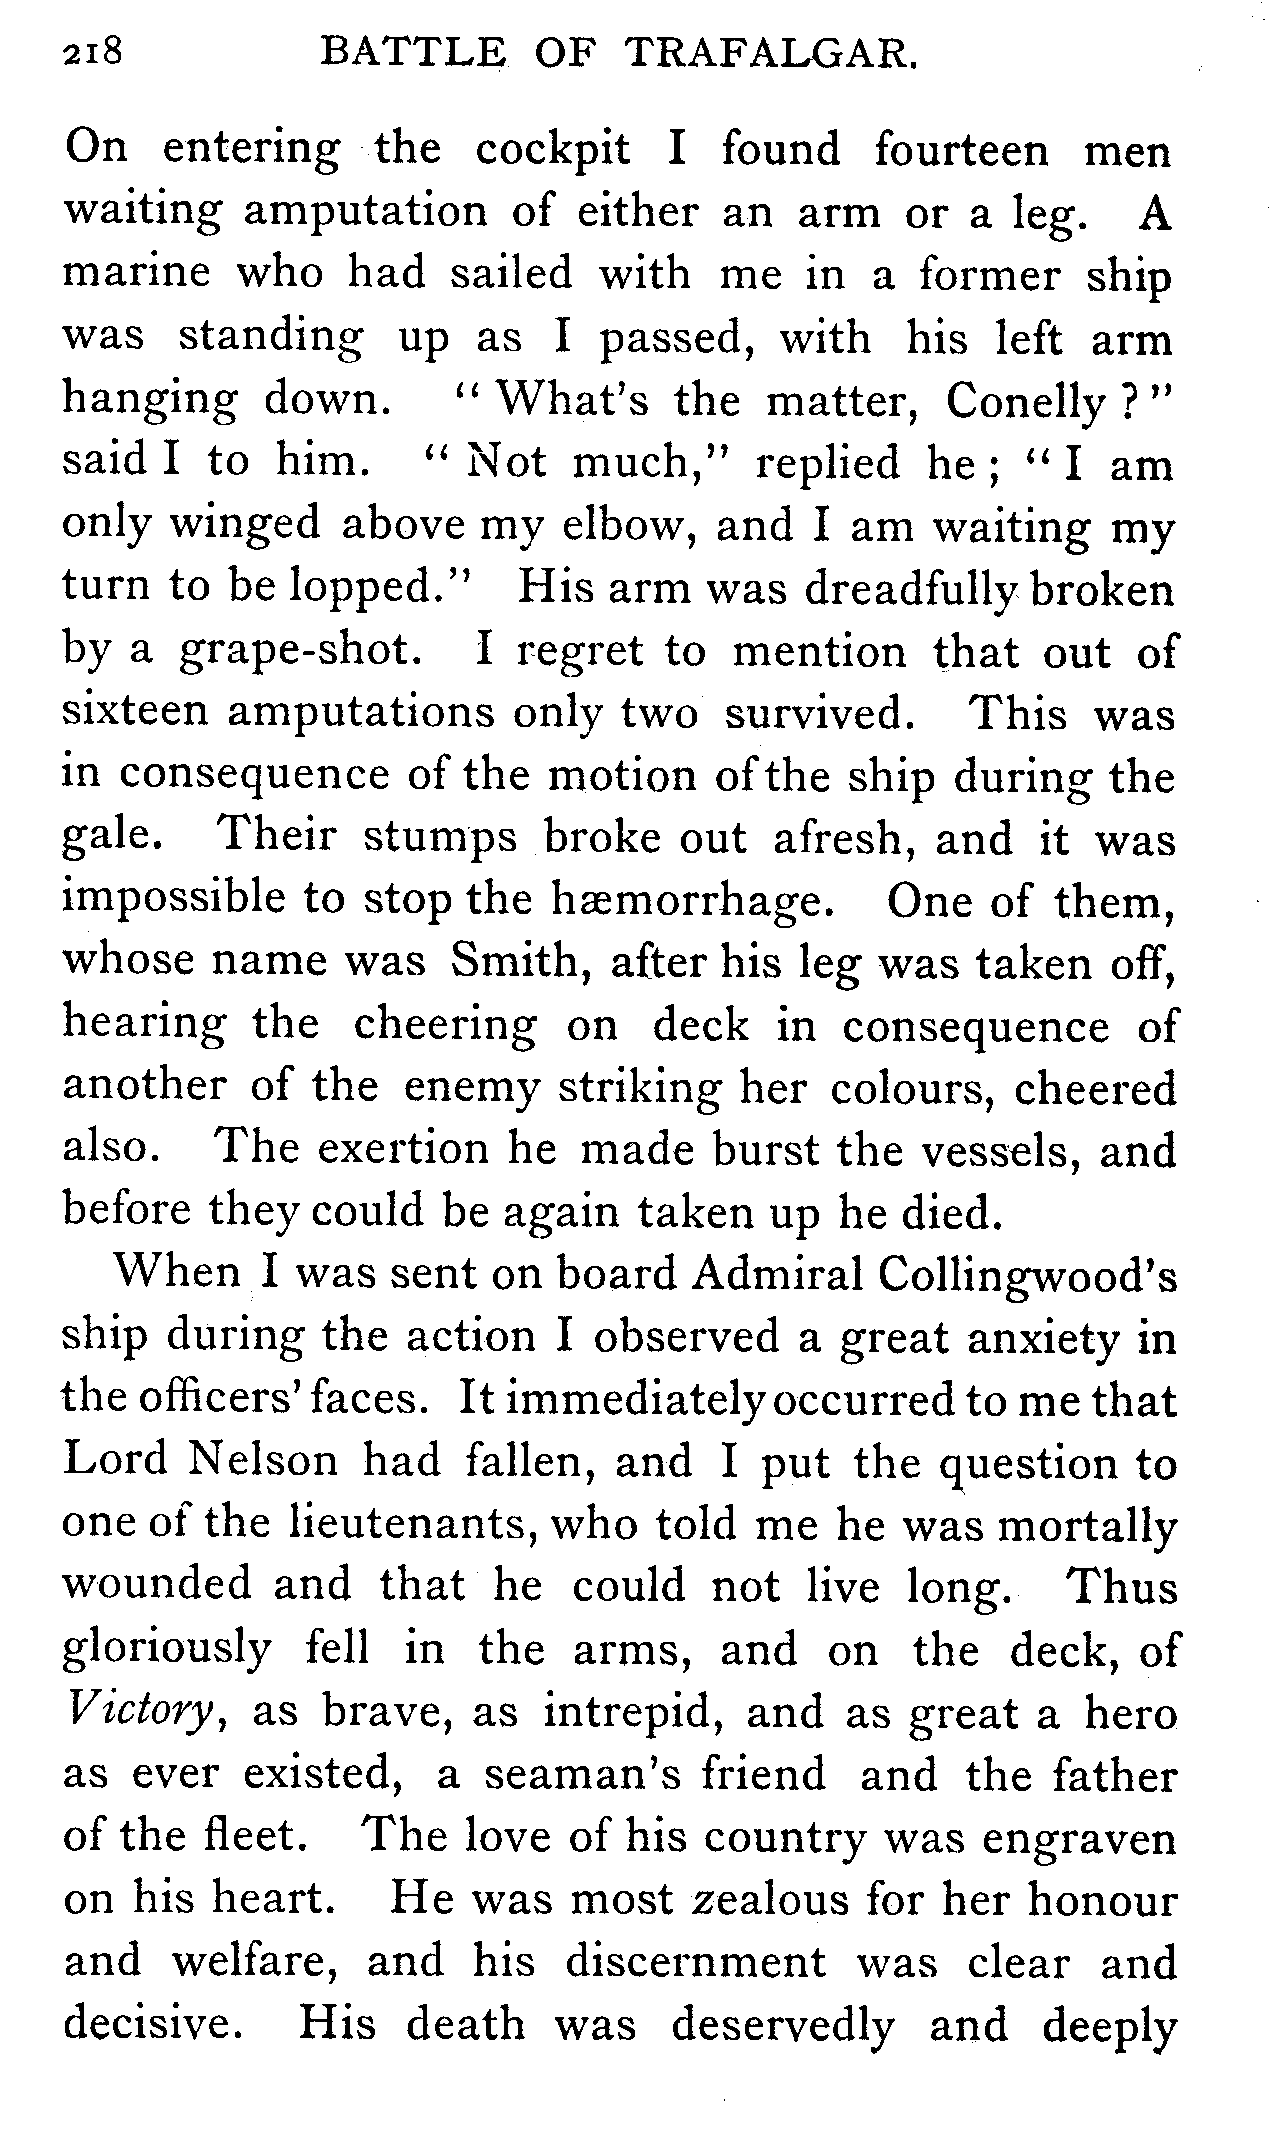 218 BATTLE OF TRAFALGAR.
On entering the cockpit I found fourteen men
waiting amputation of either an arm or a leg. A
marine who had sailed with me in a former ship
was standing up as I passed, with his left arm
hanging down. " What's the matter, Conelly ? "
said I to him. " Not much," replied he ; " I am
only winged above my elbow, and I am waiting my
turn to be lopped." His arm was dreadfully broken
by a grape-shot. I regret to mention that out of
sixteen amputations only two survived. This was
in consequence of the motion of the ship during the
gale. Their stumps broke out afresh, and it was
impossible to stop the hæmorrhage. One of them,
whose name was Smith, after his leg was taken off,
hearing the cheering on deck in consequence of
another of the enemy striking her colours, cheered
also. The exertion he made burst the vessels, and
before they could be again taken up he died.
When I was sent on board Admiral Collingwood's
ship during the action I observed a great anxiety in
the officers' faces. It immediately occurred to me that
Lord Nelson had fallen, and I put the question to
one of the lieutenants, who told me he was mortally
wounded and that he could not live long. Thus
gloriously fell in the arms, and on the deck, of
Victory, as brave, as intrepid, and as great a hero
as ever existed, a seaman's friend and the father
of the fleet. The love of his country was engraven
on his heart. He was most zealous for her honour
and welfare, and his discernment was clear and
decisive. His death was deservedly and deeply